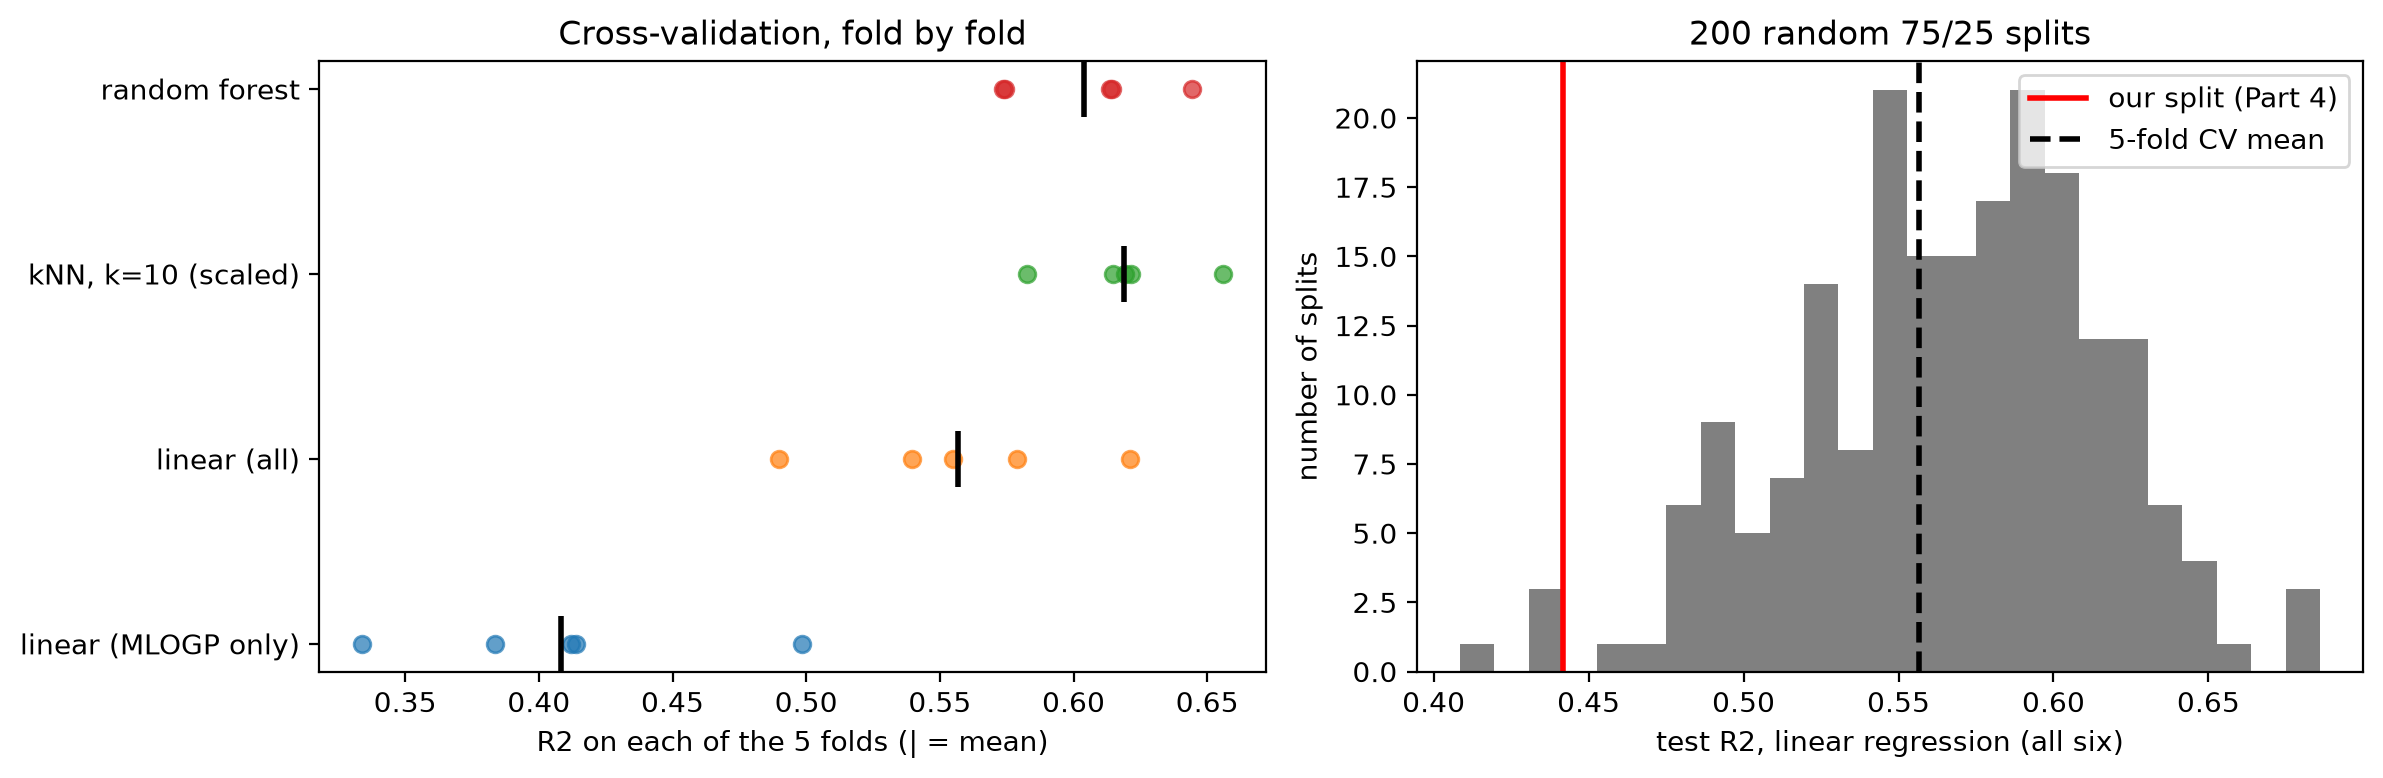 Cross-validation, fold by fold
random forest
kNN, k=10 (scaled)
linear (all)
linear (MLOGP only)
0.35 0.40 0.45 0.50 0.55 0.60 0.65
R2 on each of the 5 folds (| = mean)
200 random 75/25 splits
our split (Part 4)
5-fold CV mean
number of splits
20.0
17.5
15.0
12.5
10.0
7.5
5.0
2.5
0.0
0.40 0.45 0.50 0.55 0.60 0.65
test R2, linear regression (all six)